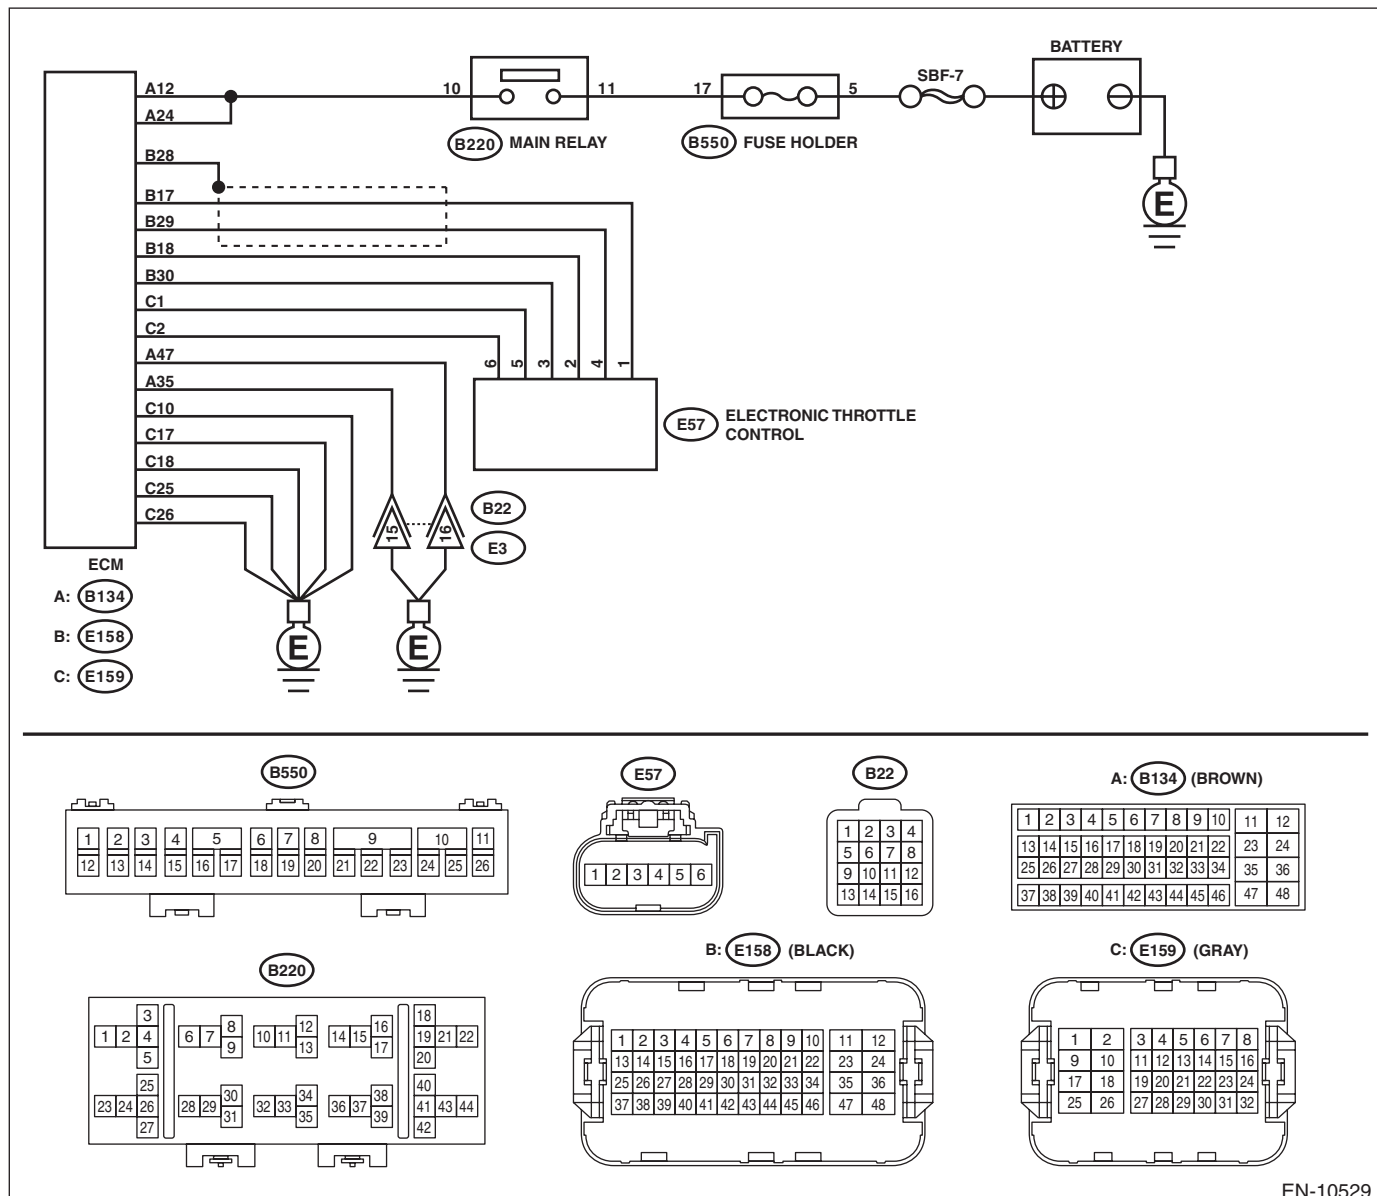 BATTERY
SBF-7
A12 10 11 17 5
A24
B220 MAIN RELAY B550 FUSE HOLDER
B28
B17
B29
B18
B30
C1
C2
A47
A35
C10
C17
C18
C25
C26
E
6 5 3 2 4 1
E57 ELECTRONIC THROTTLE
CONTROL
B22
15 16
E3
ECM
A: B134
B: E158
C: E159
E E
B550
1 2 3 4 5 6 7 8 9 10 11
12 13 14 15 16 17 18 19 20 21 22 23 24 25 26
E57
1 2 3 4 5 6
B22
1 2 3 4
5 6 7 8
9 10 11 12
13 14 15 16
A: B134 (BROWN)
1 2 3 4 5 6 7 8 9 10 11 12
13 14 15 16 17 18 19 20 21 22 23 24
25 26 27 28 29 30 31 32 33 34 35 36
37 38 39 40 41 42 43 44 45 46 47 48
B220
3 8 12 16 18
1 2 4 6 7 10 11 14 15 19 21 22
5 9 13 17 20
25 30 34 38 40
23 24 26 28 29 32 33 36 37 41 43 44
27 31 35 39 42
B: E158 (BLACK)
1 2 3 4 5 6 7 8 9 10 11 12
13 14 15 16 17 18 19 20 21 22 23 24
25 26 27 28 29 30 31 32 33 34 35 36
37 38 39 40 41 42 43 44 45 46 47 48
C: E159 (GRAY)
1 2 3 4 5 6 7 8
9 10 11 12 13 14 15 16
17 18 19 20 21 22 23 24
25 26 27 28 29 30 31 32
EN-10529